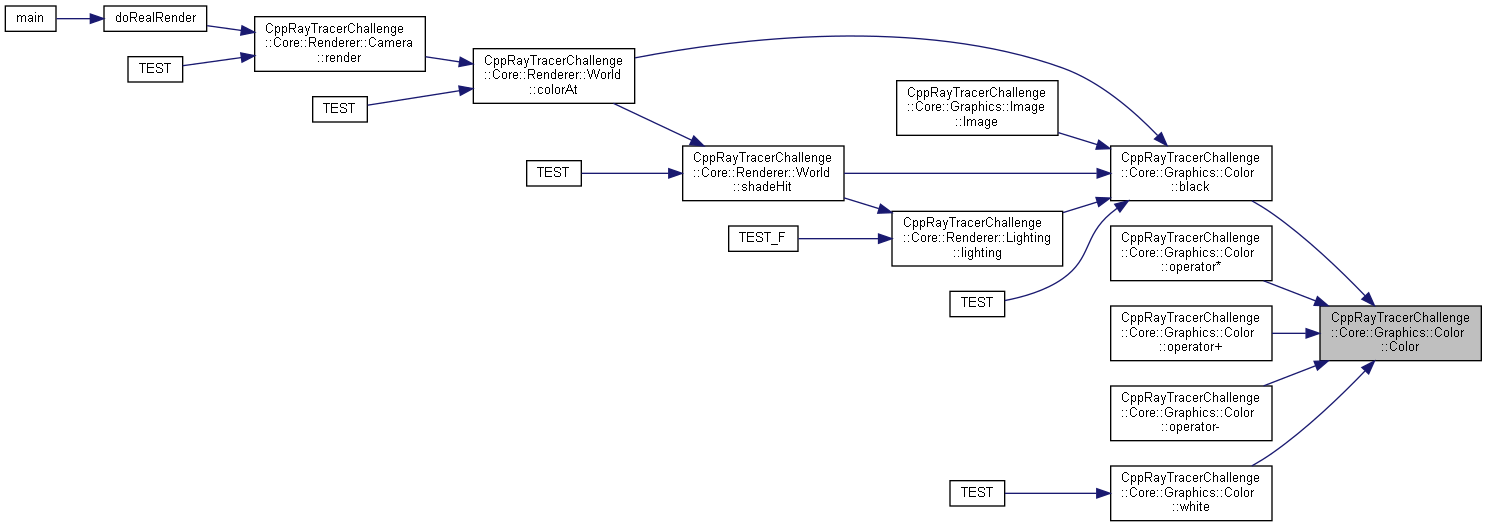 main
doRealRender
TEST
CppRayTracerChallenge
::Core::Renderer::Camera
::render
TEST
CppRayTracerChallenge
::Core::Renderer::World
::colorAt
TEST
CppRayTracerChallenge
::Core::Renderer::World
::shadeHit
TEST_F
CppRayTracerChallenge
::Core::Graphics::Image
::Image
CppRayTracerChallenge
::Core::Renderer::Lighting
::lighting
TEST
CppRayTracerChallenge
::Core::Graphics::Color
::black
CppRayTracerChallenge
::Core::Graphics::Color
::operator*
CppRayTracerChallenge
::Core::Graphics::Color
::operator+
CppRayTracerChallenge
::Core::Graphics::Color
::operator-
TEST
CppRayTracerChallenge
::Core::Graphics::Color
::white
CppRayTracerChallenge
::Core::Graphics::Color
::Color